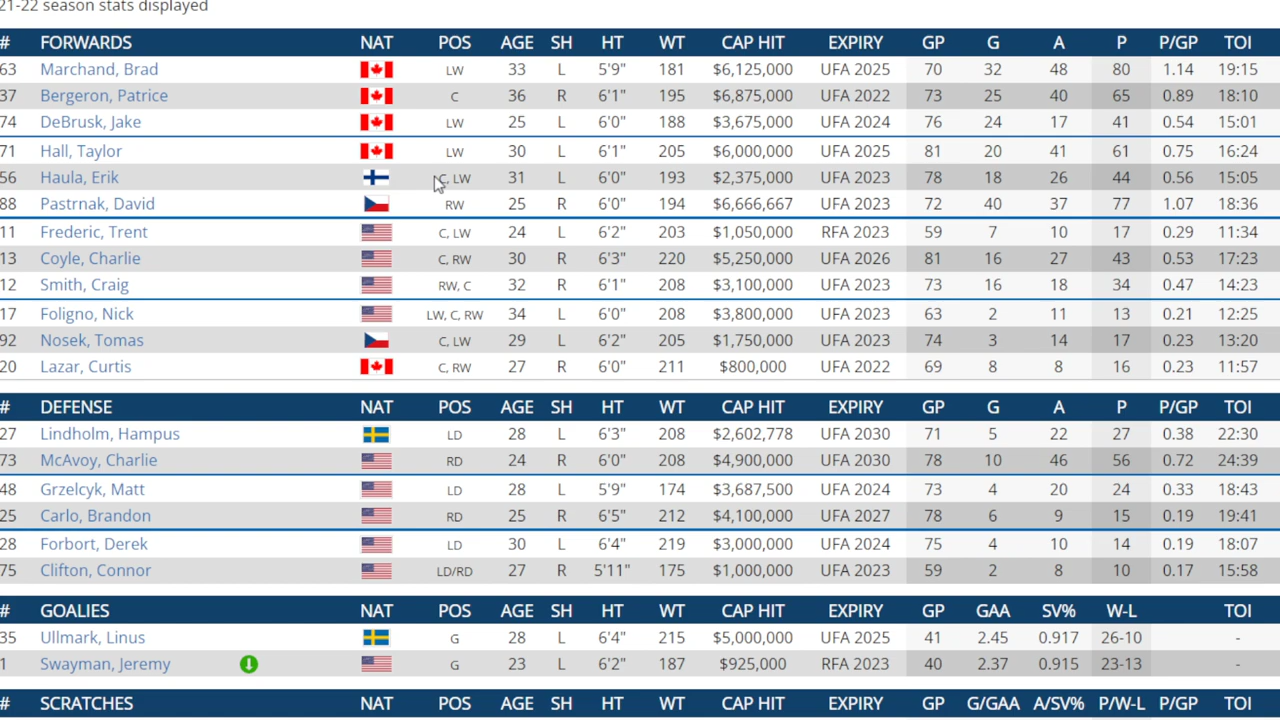 21-22 season stats displayed
# FORWARDS NAT POS AGE SH HT WT CAP HIT EXPIRY GP G A P P/GP TOI
63 Marchand, Brad LW 33 L 5'9" 181 $6,125,000 UFA 2025 70 32 48 80 1.14 19:15
37 Bergeron, Patrice C 36 R 6'1" 195 $6,875,000 UFA 2022 73 25 40 65 0.89 18:10
74 DeBrusk, Jake LW 25 L 6'0" 188 $3,675,000 UFA 2024 76 24 17 41 0.54 15:01
71 Hall, Taylor LW 30 L 6'1" 205 $6,000,000 UFA 2025 81 20 41 61 0.75 16:24
56 Haula, Erik C, LW 31 L 6'0" 193 $2,375,000 UFA 2023 78 18 26 44 0.56 15:05
88 Pastrnak, David RW 25 R 6'0" 194 $6,666,667 UFA 2023 72 40 37 77 1.07 18:36
11 Frederic, Trent C, LW 24 L 6'2" 203 $1,050,000 RFA 2023 59 7 10 17 0.29 11:34
13 Coyle, Charlie C, RW 30 R 6'3" 220 $5,250,000 UFA 2026 81 16 27 43 0.53 17:23
12 Smith, Craig RW, C 32 R 6'1" 208 $3,100,000 UFA 2023 73 16 18 34 0.47 14:23
17 Foligno, Nick LW, C, RW 34 L 6'0" 208 $3,800,000 UFA 2023 63 2 11 13 0.21 12:25
92 Nosek, Tomas C, LW 29 L 6'2" 205 $1,750,000 UFA 2023 74 3 14 17 0.23 13:20
20 Lazar, Curtis C, RW 27 R 6'0" 211 $800,000 UFA 2022 69 8 8 16 0.23 11:57
# DEFENSE NAT POS AGE SH HT WT CAP HIT EXPIRY GP G A P P/GP TOI
27 Lindholm, Hampus LD 28 L 6'3" 208 $2,602,778 UFA 2030 71 5 22 27 0.38 22:30
73 McAvoy, Charlie RD 24 R 6'0" 208 $4,900,000 UFA 2030 78 10 46 56 0.72 24:39
48 Grzelcyk, Matt LD 28 L 5'9" 174 $3,687,500 UFA 2024 73 4 20 24 0.33 18:43
25 Carlo, Brandon RD 25 R 6'5" 212 $4,100,000 UFA 2027 78 6 9 15 0.19 19:41
28 Forbort, Derek LD 30 L 6'4" 219 $3,000,000 UFA 2024 75 4 10 14 0.19 18:07
75 Clifton, Connor LD/RD 27 R 5'11" 175 $1,000,000 UFA 2023 59 2 8 10 0.17 15:58
# GOALIES NAT POS AGE SH HT WT CAP HIT EXPIRY GP GAA SV% W-L TOI
35 Ullmark, Linus G 28 L 6'4" 215 $5,000,000 UFA 2025 41 2.45 0.917 26-10 -
1 Swayman, Jeremy G 23 L 6'2" 187 $925,000 RFA 2023 40 2.37 0.915 23-13 -
# SCRATCHES NAT POS AGE SH HT WT CAP HIT EXPIRY GP G/GAA A/SV% P/W-L P/GP TOI